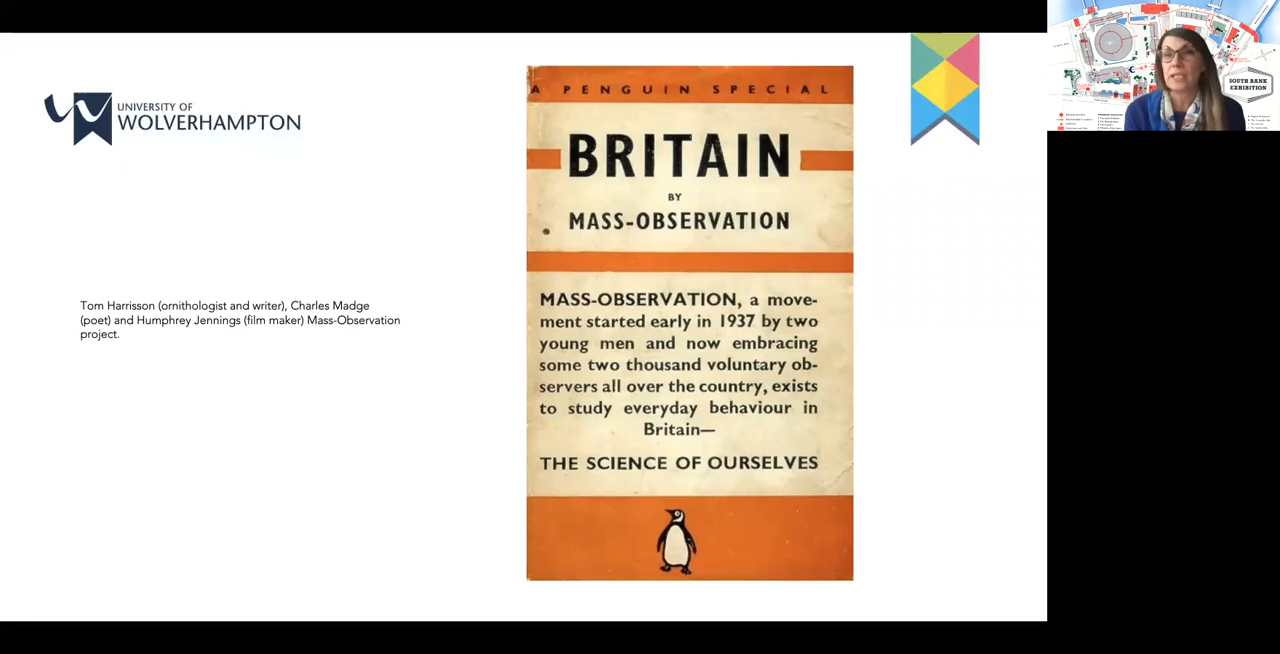 UNIVERSITY OF
WOLVERHAMPTON
Tom Harrisson (ornithologist and writer), Charles Madge
(poet) and Humphrey Jennings (film maker) Mass-Observation
project.
A PENGUIN SPECIAL
BRITAIN
BY
MASS-OBSERVATION
MASS-OBSERVATION, a move-
ment started early in 1937 by two
young men and now embracing
some two thousand voluntary ob-
servers all over the country, exists
to study everyday behaviour in
Britain—
THE SCIENCE OF OURSELVES
SOUTH BANK
EXHIBITION